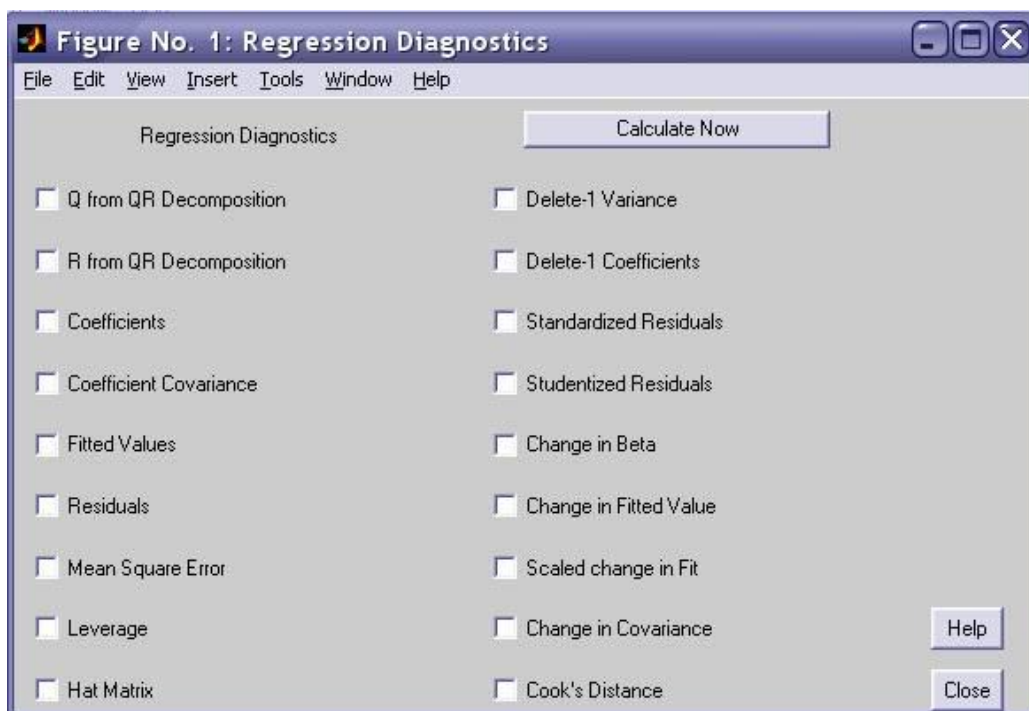 Figure No. 1: Regression Diagnostics
File Edit View Insert Tools Window Help
Regression Diagnostics
Calculate Now
Q from QR Decomposition
Delete-1 Variance
R from QR Decomposition
Delete-1 Coefficients
Coefficients
Standardized Residuals
Coefficient Covariance
Studentized Residuals
Fitted Values
Change in Beta
Residuals
Change in Fitted Value
Mean Square Error
Scaled change in Fit
Leverage
Change in Covariance
Help
Hat Matrix
Cook's Distance
Close